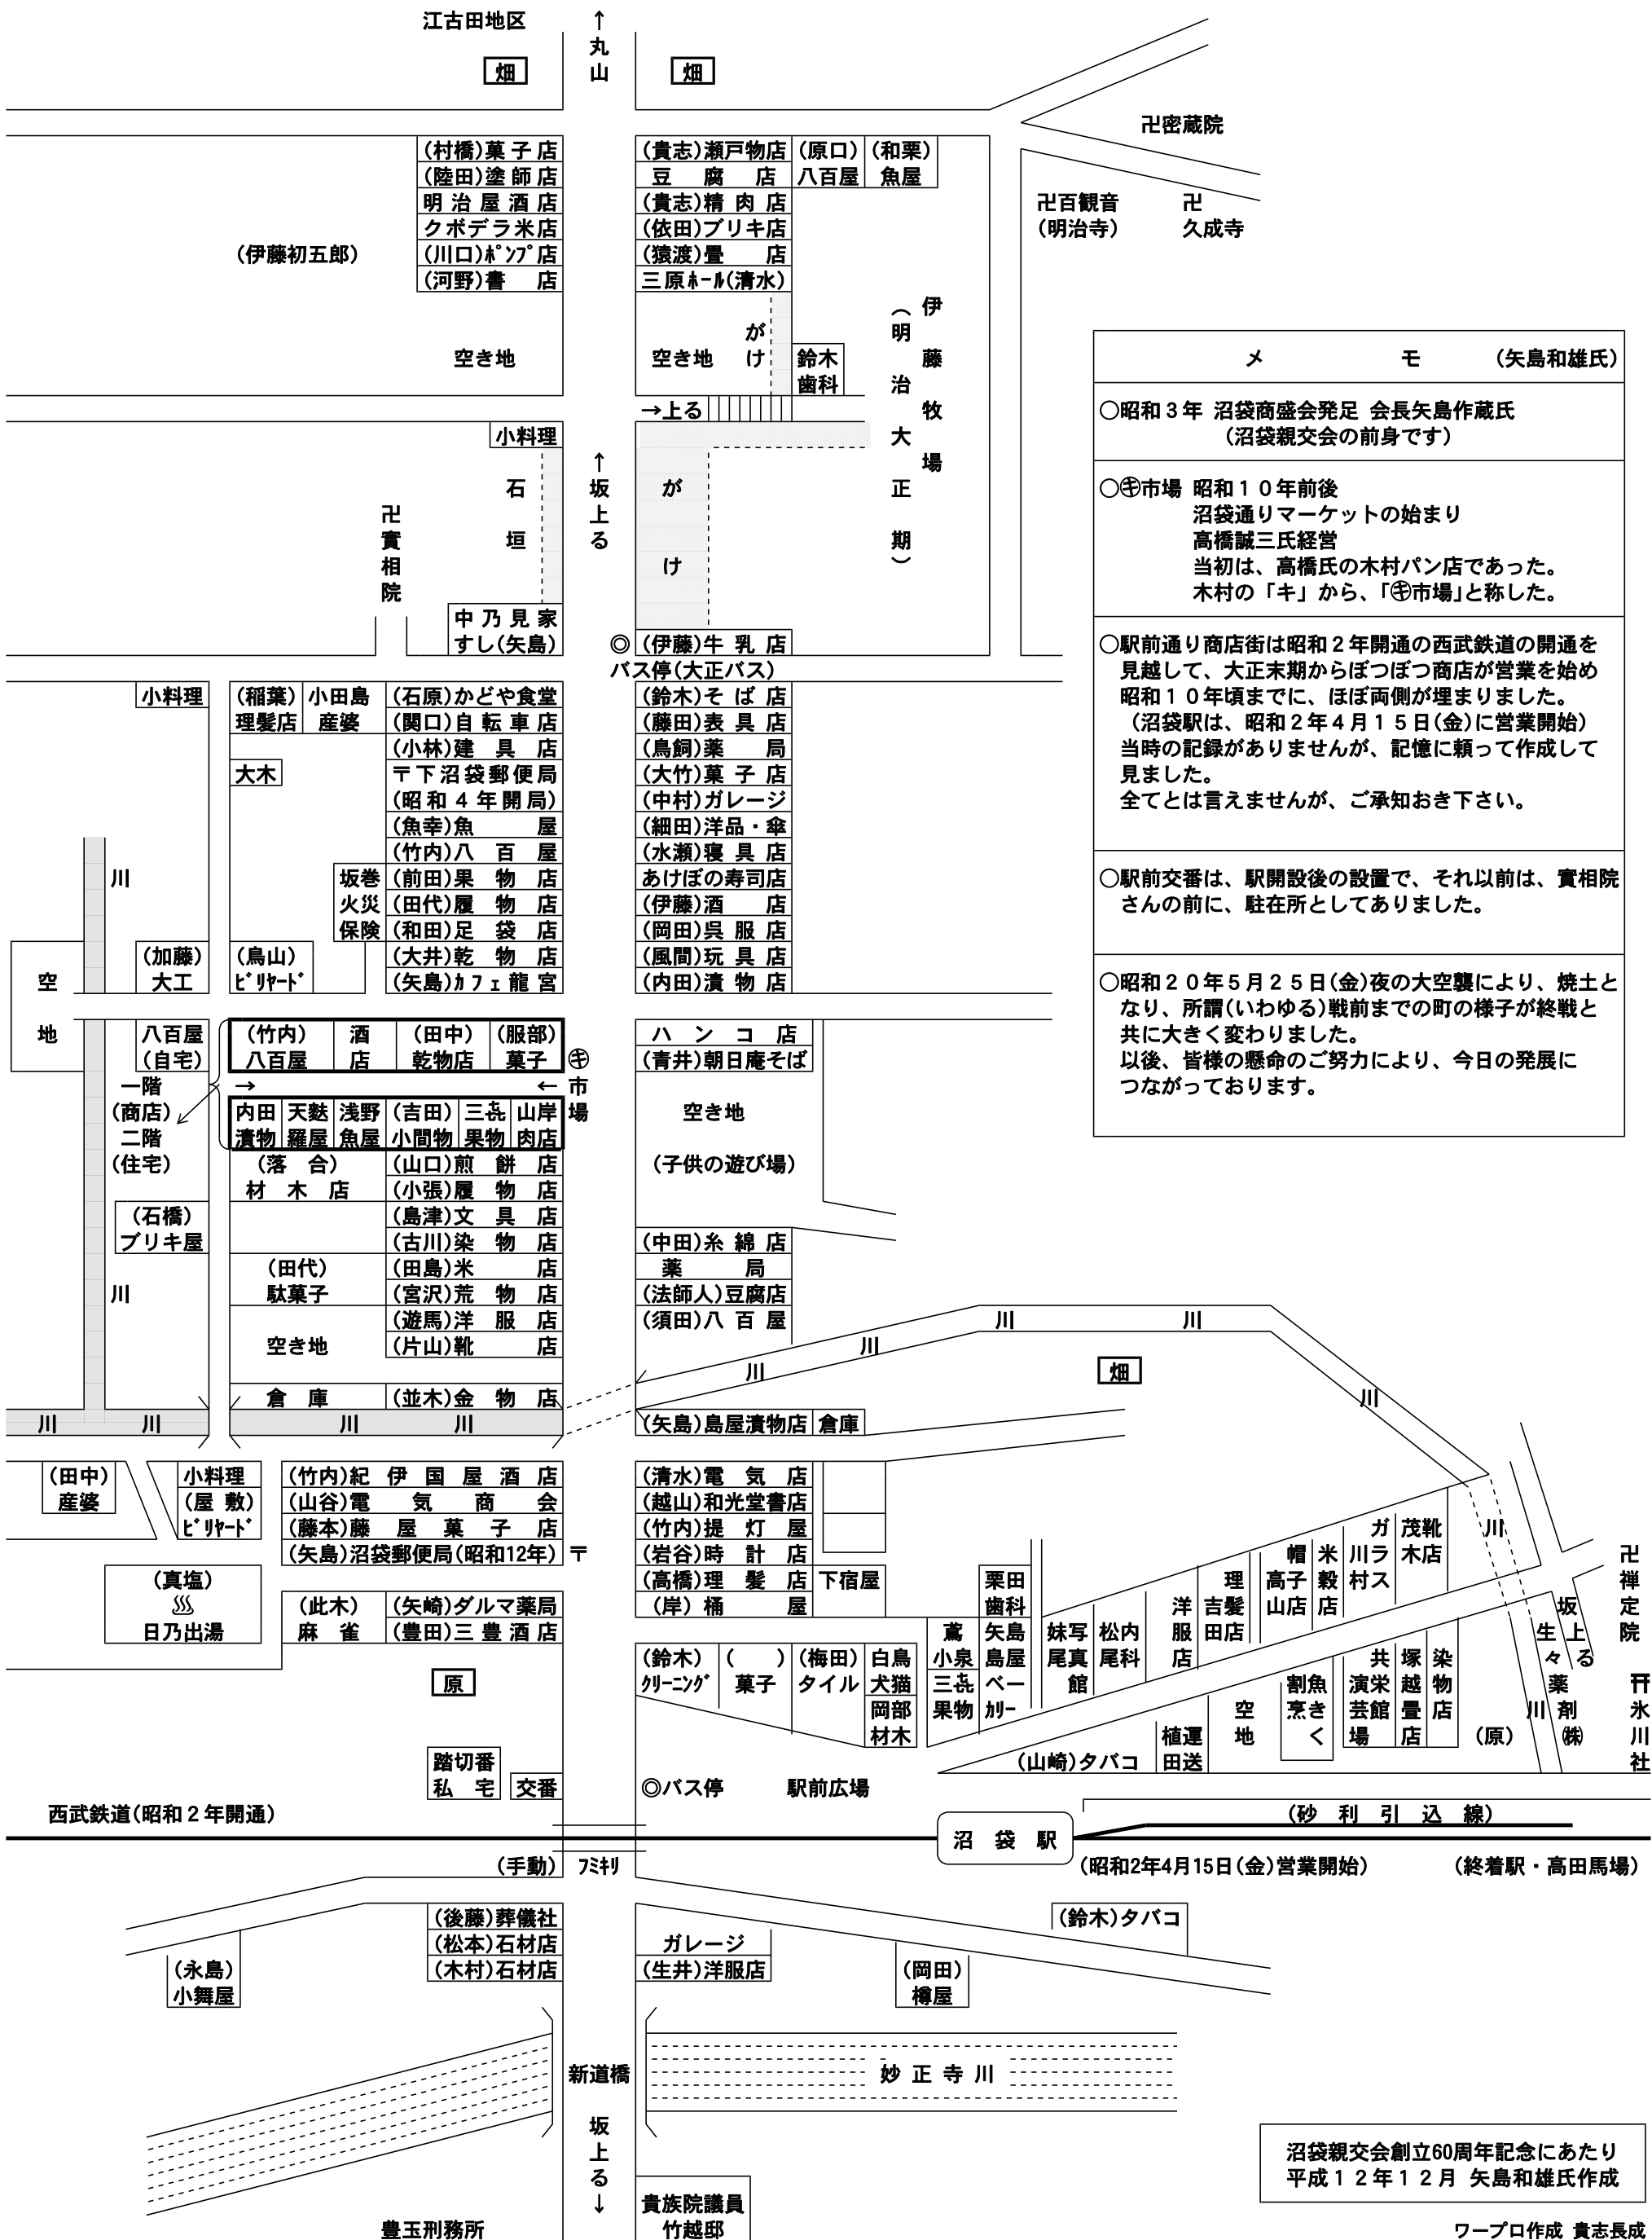 江古田地区
↑丸山
畑
畑
卍密蔵院
卍百観音
(明治寺)
卍
久成寺
(村橋)菓子店
(陸田)塗師店
明治屋酒店
クボデラ米店
(川口)ポンプ店
(河野)書店
(伊藤初五郎)
空き地
(貴志)瀬戸物店
豆腐店
(貴志)精肉店
(依田)ブリキ店
(猿渡)畳店
三原ホール(清水)
(原口)
八百屋
(和栗)
魚屋
空き地
がけ
鈴木
歯科
伊藤牧場
(明治大正期)
→上る
小料理
石垣
↑坂上る
がけ
卍實相院
中乃見家
すし(矢島)
◎(伊藤)牛乳店
バス停(大正バス)
小料理
(稲葉)
理髪店
小田島
産婆
大木
(石原)かどや食堂
(関口)自転車店
(小林)建具店
〒下沼袋郵便局
(昭和4年開局)
(魚幸)魚屋
(竹内)八百屋
(前田)果物店
(田代)履物店
(和田)足袋店
(大井)乾物店
(矢島)カフェ龍宮
坂巻
火災
保険
(鳥山)
ビリヤード
(加藤)
大工
川
空地
(鈴木)そば店
(藤田)表具店
(鳥飼)薬局
(大竹)菓子店
(中村)ガレージ
(細田)洋品・傘
(水瀬)寝具店
あけぼの寿司店
(伊藤)酒店
(岡田)呉服店
(風間)玩具店
(内田)漬物店
八百屋
(自宅)
一階
(商店)
二階
(住宅)
(竹内)
八百屋
酒店
(田中)
乾物店
(服部)
菓子
→
←
㋖市場
内田
漬物
天麩
羅屋
浅野
魚屋
(吉田)
小間物
三㐂
果物
山岸
肉店
(落合)
材木店
(山口)煎餅店
(小張)履物店
(島津)文具店
(古川)染物店
(田島)米店
(宮沢)荒物店
(遊馬)洋服店
(片山)靴店
(石橋)
ブリキ屋
(田代)
駄菓子
川
空き地
倉庫
(並木)金物店
川
川
川
川
ハンコ店
(青井)朝日庵そば
空き地
(子供の遊び場)
(中田)糸綿店
薬局
(法師人)豆腐店
(須田)八百屋
川
川
川
川
川
畑
(矢島)島屋漬物店
倉庫
(田中)
産婆
小料理
(屋敷)
ビリヤード
(竹内)紀伊国屋酒店
(山谷)電気商会
(藤本)藤屋菓子店
(矢島)沼袋郵便局(昭和12年)〒
(真塩)
♨
日乃出湯
(此木)
麻雀
(矢崎)ダルマ薬局
(豊田)三豊酒店
原
(清水)電気店
(越山)和光堂書店
(竹内)提灯屋
(岩谷)時計店
(高橋)理髪店
(岸)桶屋
下宿屋
(鈴木)
クリーニング
( )
菓子
(梅田)
タイル
白鳥
犬猫
岡部
材木
鳶
小泉
三㐂
果物
栗田
歯科
矢島
島屋
ベー
カリー
写真館
妹尾
内科
松尾
洋服店
理髪店
吉田
帽子店
高山
米穀店
ガラス
川村
靴店
茂木
川
卍禅定院
坂上る
生々薬剤㈱
川
⛩氷川社
(原)
染物店
塚越畳店
共栄館
演芸場
魚きく
割烹
空地
運送
植田
(山崎)タバコ
踏切番
私宅
交番
◎バス停
駅前広場
西武鉄道(昭和2年開通)
沼袋駅
(砂利引込線)
(手動)
フミキリ
(昭和2年4月15日(金)営業開始)
(終着駅・高田馬場)
(後藤)葬儀社
(松本)石材店
(木村)石材店
(永島)
小舞屋
ガレージ
(生井)洋服店
(鈴木)タバコ
(岡田)
樽屋
新道橋
妙正寺川
坂上る↓
豊玉刑務所
貴族院議員
竹越邸
メモ (矢島和雄氏)
○昭和3年 沼袋商盛会発足 会長矢島作蔵氏
(沼袋親交会の前身です)
○㋖市場 昭和10年前後
沼袋通りマーケットの始まり
高橋誠三氏経営
当初は、高橋氏の木村パン店であった。
木村の「キ」から、「㋖市場」と称した。
○駅前通り商店街は昭和2年開通の西武鉄道の開通を
見越して、大正末期からぼつぼつ商店が営業を始め
昭和10年頃までに、ほぼ両側が埋まりました。
(沼袋駅は、昭和2年4月15日(金)に営業開始)
当時の記録がありませんが、記憶に頼って作成して
見ました。
全てとは言えませんが、ご承知おき下さい。
○駅前交番は、駅開設後の設置で、それ以前は、實相院
さんの前に、駐在所としてありました。
○昭和20年5月25日(金)夜の大空襲により、焼土と
なり、所謂(いわゆる)戦前までの町の様子が終戦と
共に大きく変わりました。
以後、皆様の懸命のご努力により、今日の発展に
つながっております。
沼袋親交会創立60周年記念にあたり
平成12年12月 矢島和雄氏作成
ワープロ作成 貴志長成